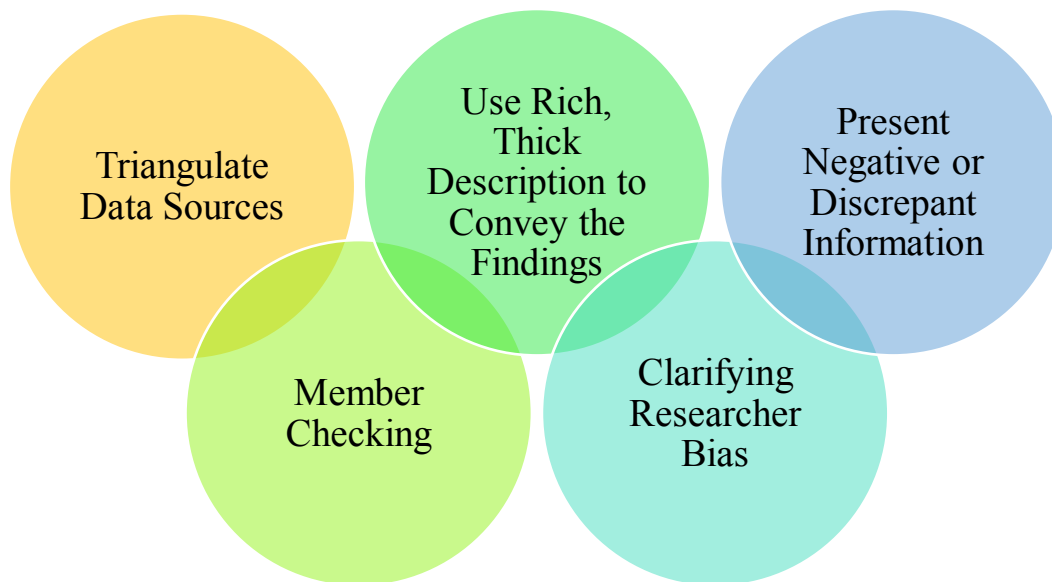 Triangulate
Data Sources
Member
Checking
Use Rich,
Thick
Description to
Convey the
Findings
Clarifying
Researcher
Bias
Present
Negative or
Discrepant
Information